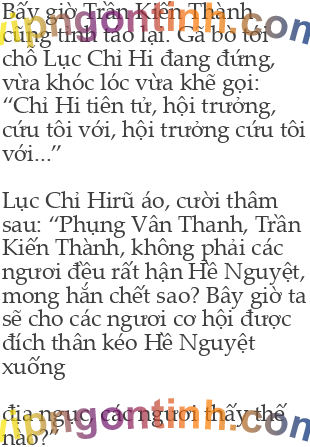 Bấy giờ Trần Kiến Thành
cũng tỉnh táo lại. Gã bò tới
chỗ Lục Chỉ Hi đang đứng,
vừa khóc lóc vừa khẽ gọi:
“Chỉ Hi tiên tử, hội trưởng,
cứu tôi với, hội trưởng cứu tôi
với...”
Lục Chỉ Hirũ áo, cười thâm
sau: “Phụng Vân Thanh, Trần
Kiến Thành, không phải các
ngươi đều rất hận Hề Nguyệt,
mong hắn chết sao? Bây giờ ta
sẽ cho các ngươi cơ hội được
đích thân kéo Hề Nguyệt
xuống
địa ngục, các ngươi thấy thế
nào?”
vipngontinh.com
vipngontinh.com